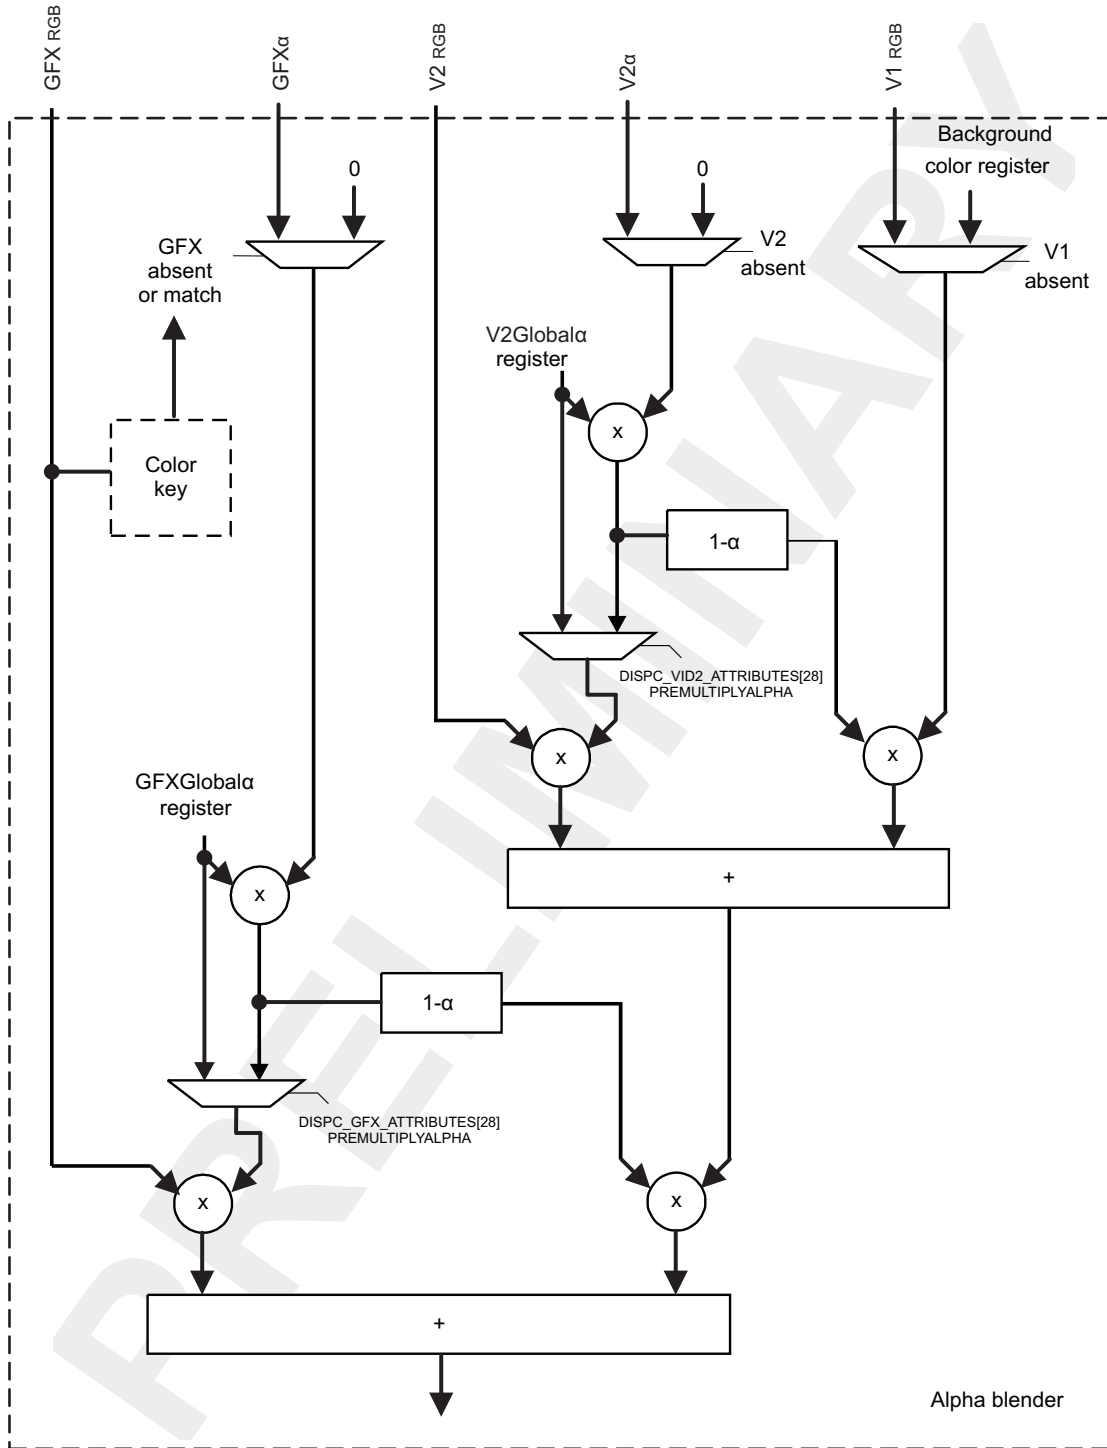 GFX RGB
GFXα
V2 RGB
V2α
V1 RGB
Background
color register
0
0
GFX
absent
or match
V2
absent
V1
absent
V2Globalα
register
x
Color
key
1-α
DISPC_VID2_ATTRIBUTES[28]
PREMULTIPLYALPHA
x
x
GFXGlobalα
register
+
x
1-α
DISPC_GFX_ATTRIBUTES[28]
PREMULTIPLYALPHA
x
x
+
Alpha blender
PRELIMINARY